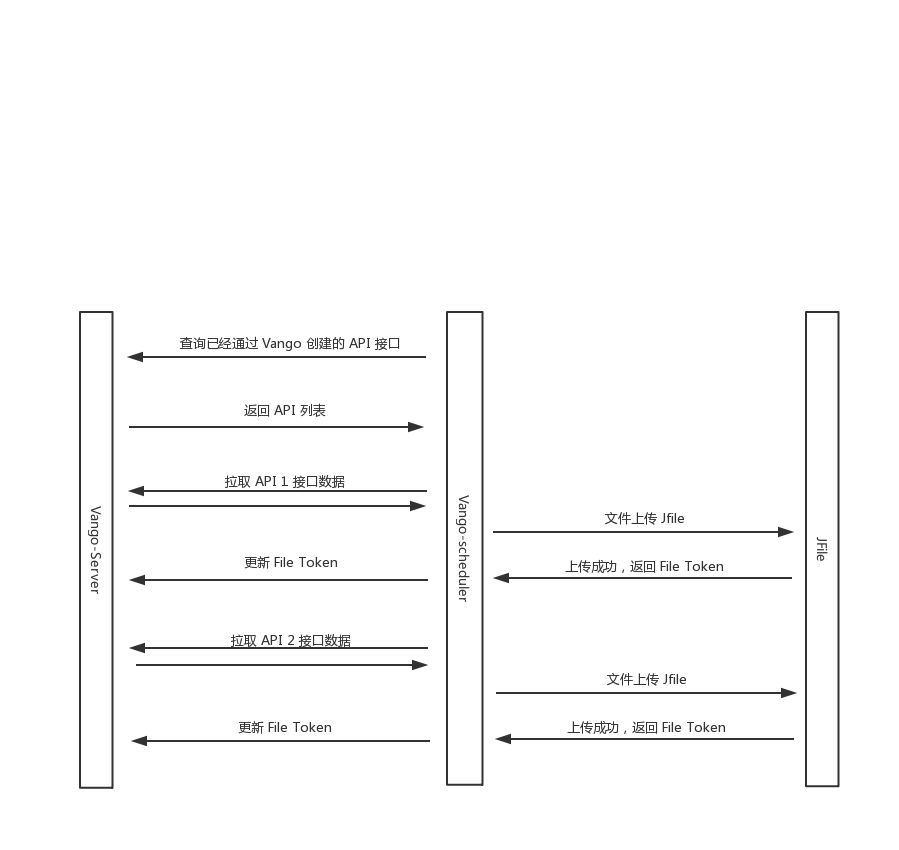 查询已经通过 Vango 创建的 API 接口
返回 API 列表
拉取 API 1 接口数据
文件上传 Jfile
上传成功，返回 File Token
更新 File Token
拉取 API 2 接口数据
文件上传 Jfile
上传成功，返回 File Token
更新 File Token
Vango-Server
Vango-scheduler
JFile